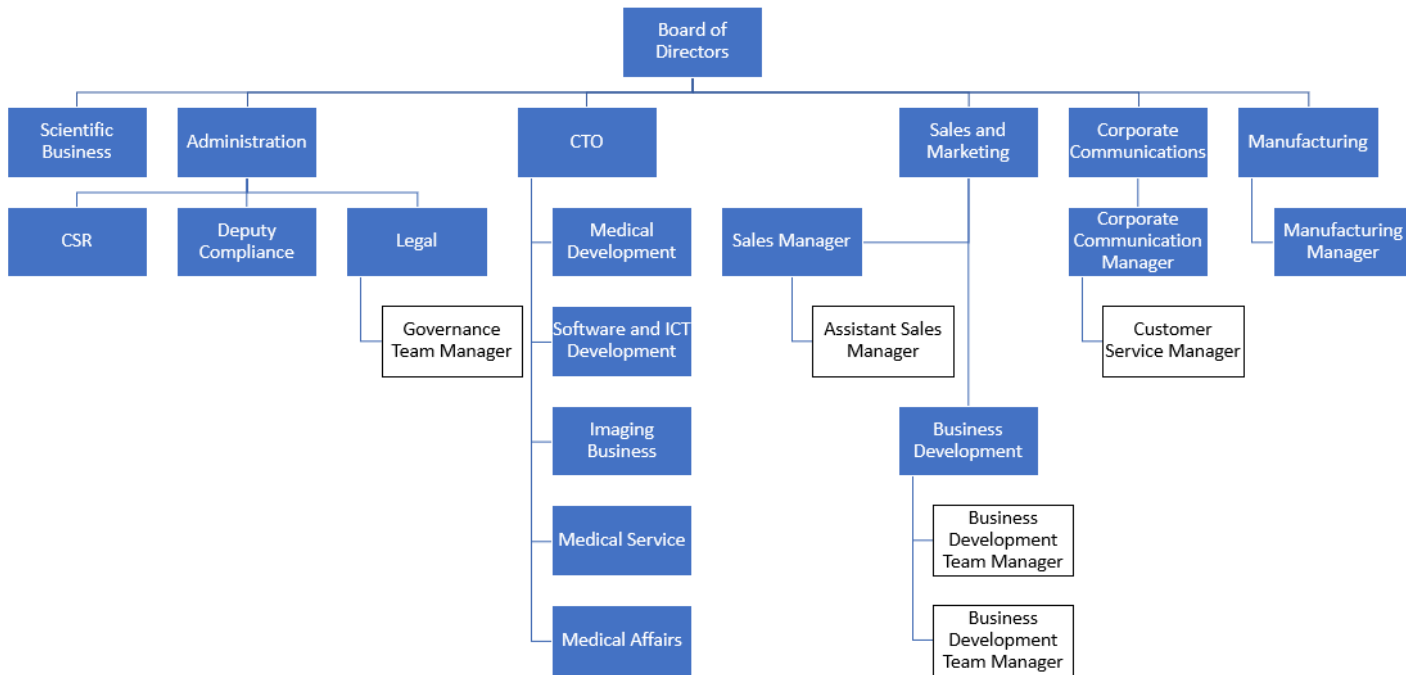 Board of
Directors
Scientific
Business
Administration
CTO
Sales and
Marketing
Corporate
Communications
Manufacturing
CSR
Deputy
Compliance
Legal
Medical
Development
Sales Manager
Corporate
Communication
Manager
Manufacturing
Manager
Governance
Team Manager
Software and ICT
Development
Assistant Sales
Manager
Customer
Service Manager
Imaging
Business
Business
Development
Medical Service
Business
Development
Team Manager
Medical Affairs
Business
Development
Team Manager